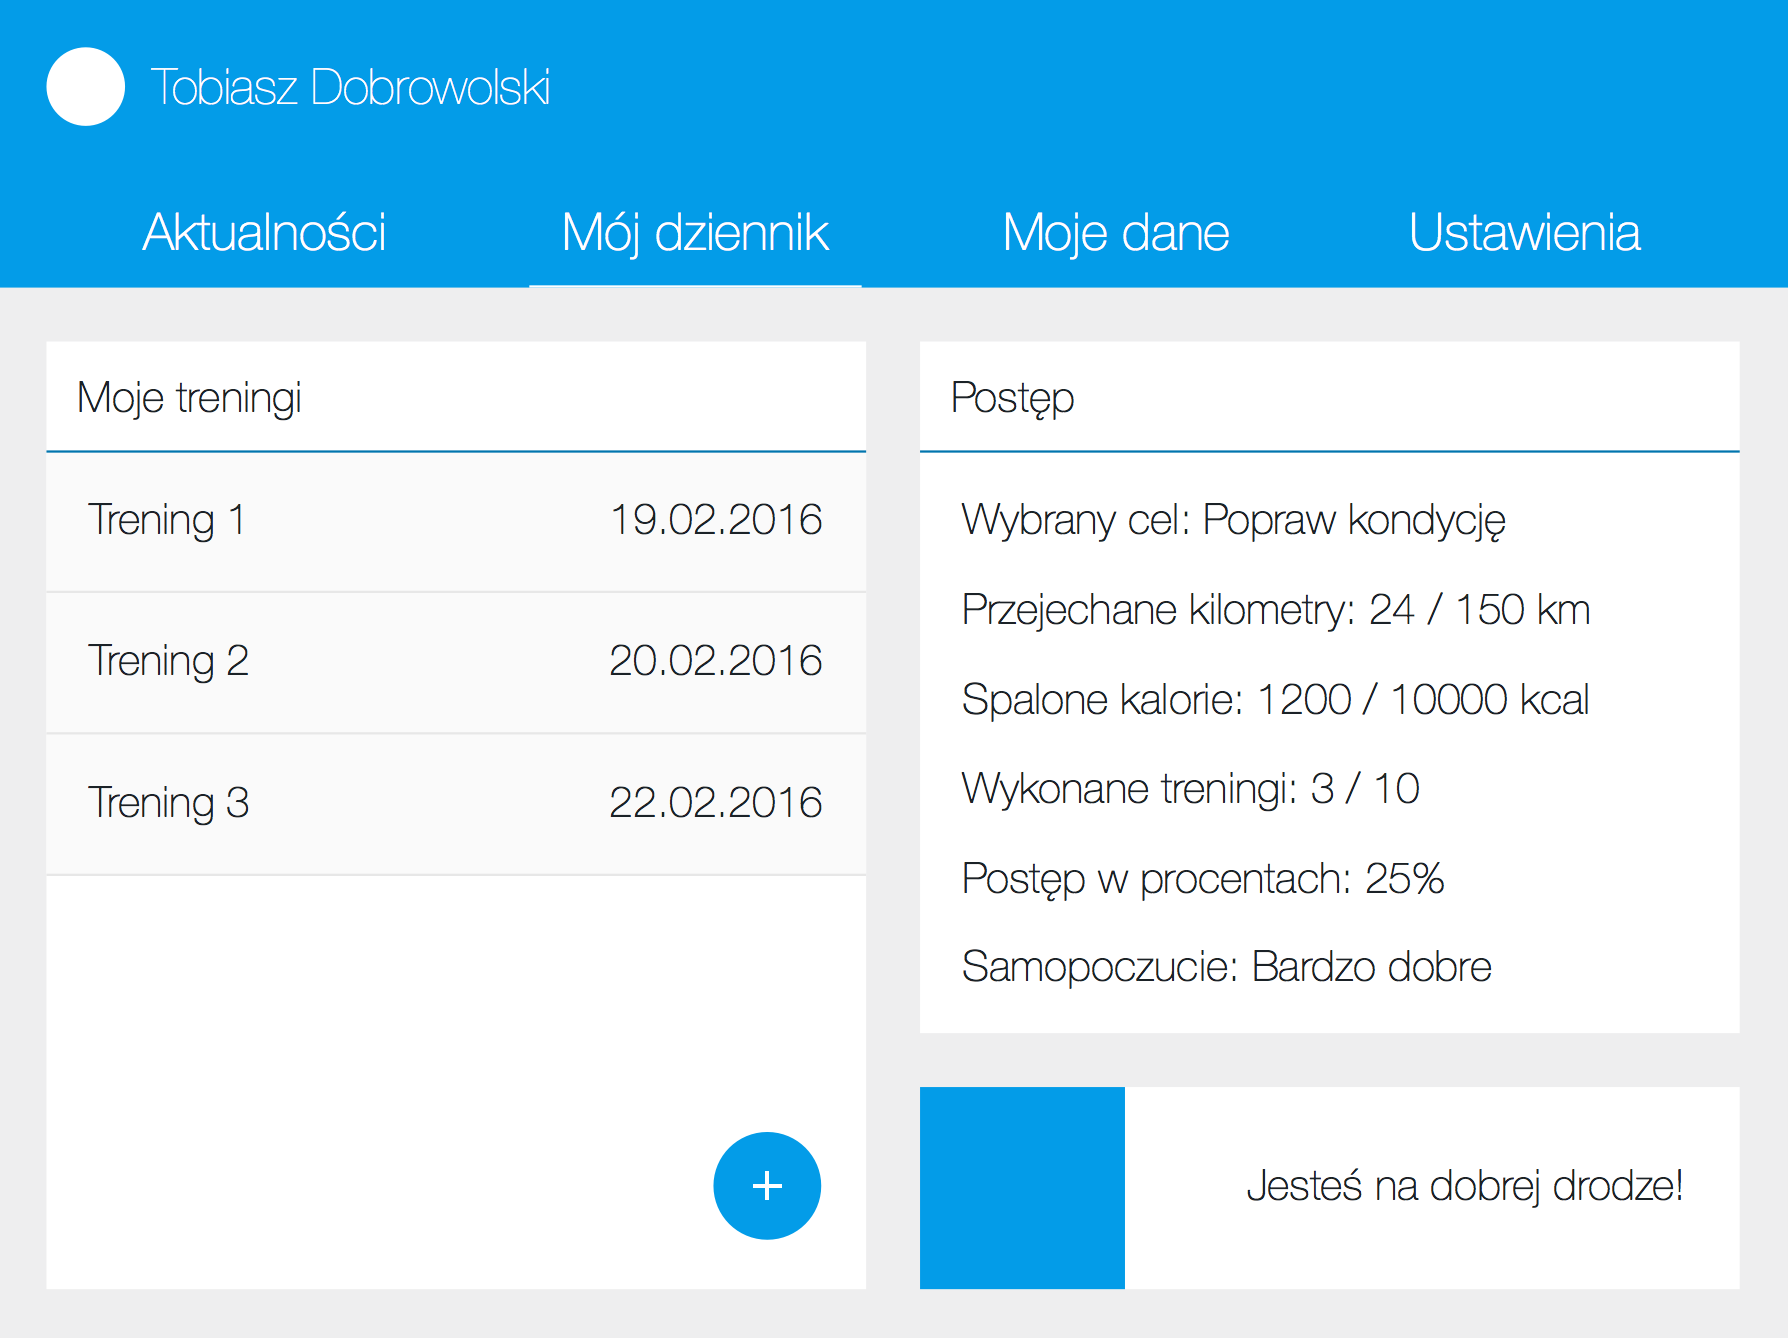 Tobiasz Dobrowolski
Aktualności Mój dziennik Moje dane Ustawienia
Moje treningi
Trening 1 19.02.2016
Trening 2 20.02.2016
Trening 3 22.02.2016
+
Postęp
Wybrany cel: Popraw kondycję
Przejechane kilometry: 24 / 150 km
Spalone kalorie: 1200 / 10000 kcal
Wykonane treningi: 3 / 10
Postęp w procentach: 25%
Samopoczucie: Bardzo dobre
Jesteś na dobrej drodze!